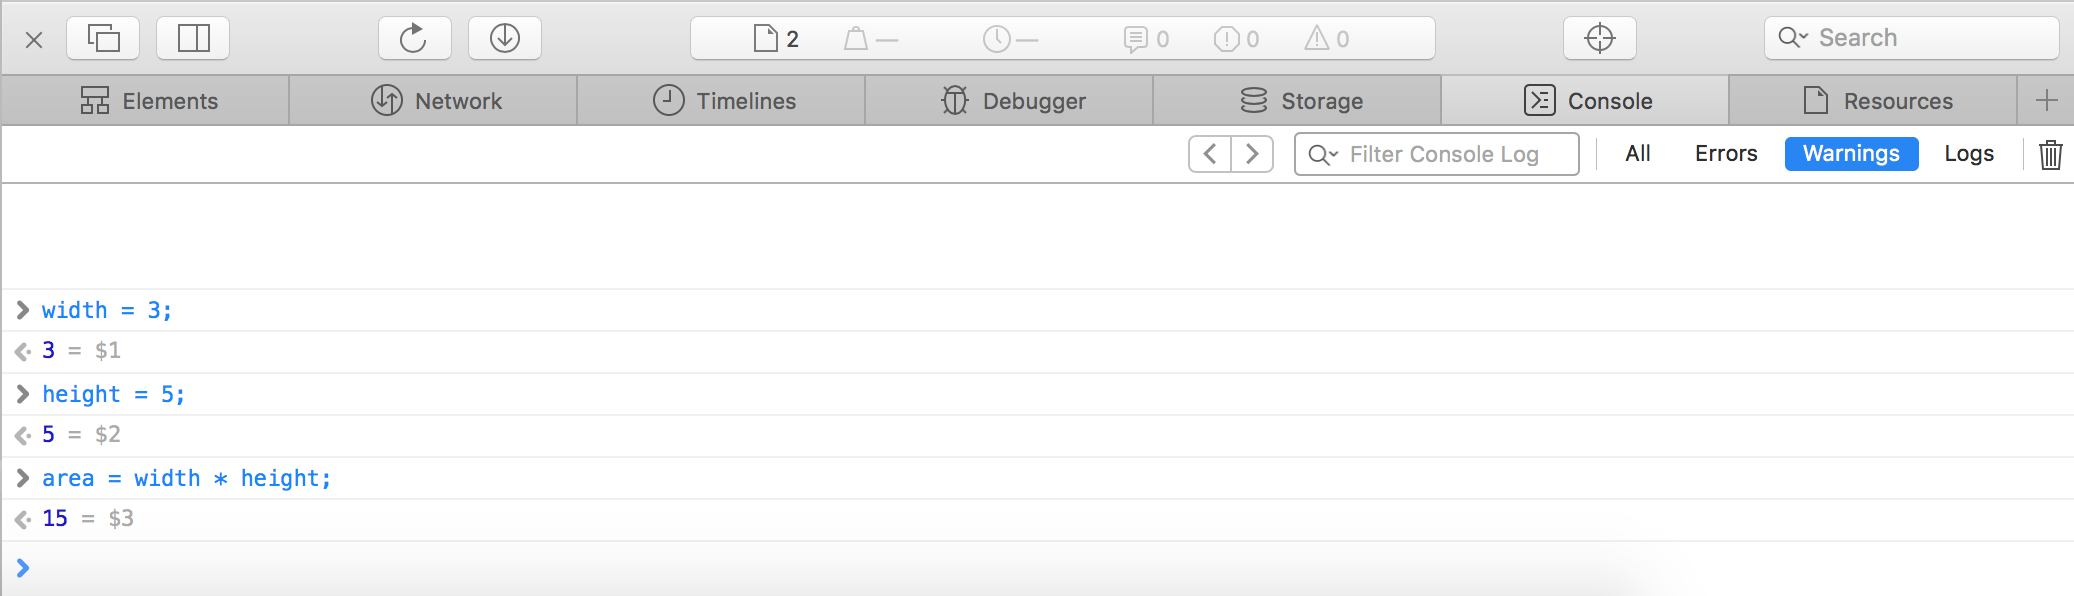 2 — — 0 0 0 Search
Elements Network Timelines Debugger Storage Console Resources +
Filter Console Log All Errors Warnings Logs
> width = 3;
3 = $1
> height = 5;
5 = $2
> area = width * height;
15 = $3
>